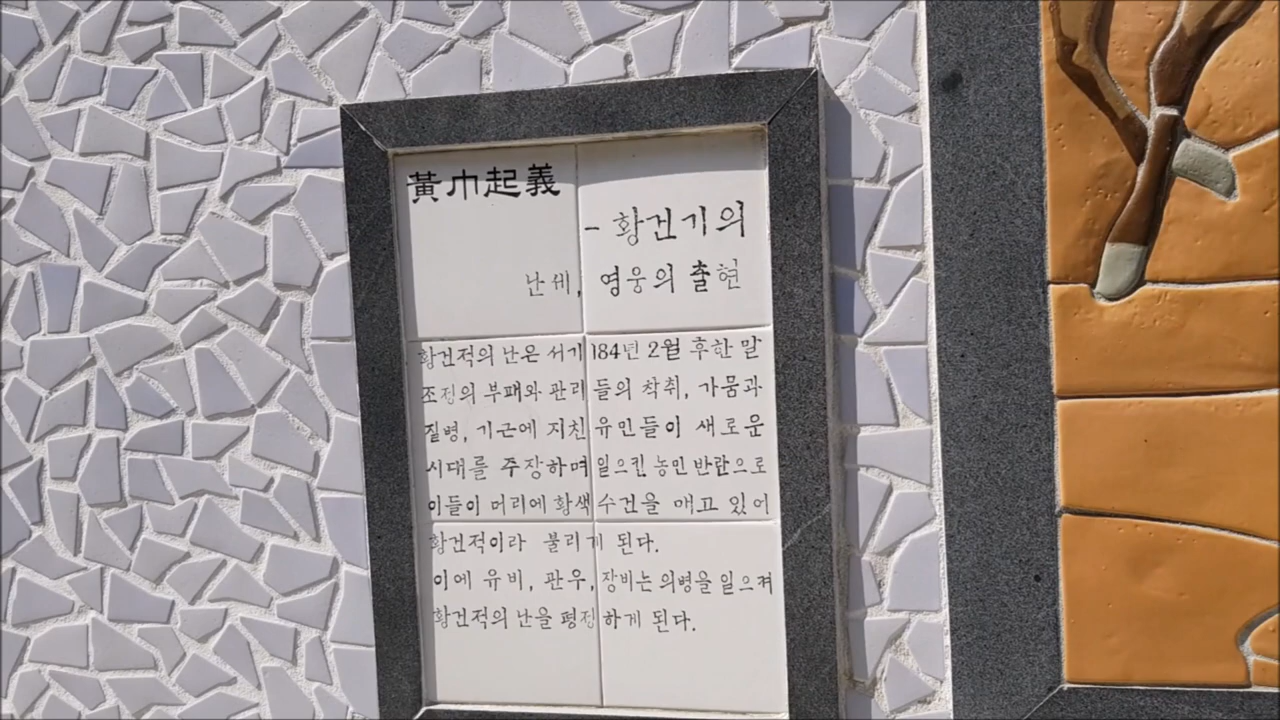 黃巾起義
- 황건기의
난세, 영웅의 출현
황건적의 난은 서기 184년 2월 후한 말
조정의 부패와 관리들의 착취, 가뭄과
질병, 기근에 지친 유민들이 새로운
시대를 주장하며 일으킨 농민 반란으로
이들이 머리에 황색 수건을 매고 있어
황건적이라 불리게 된다.
이에 유비, 관우, 장비는 의병을 일으켜
황건적의 난을 평정하게 된다.